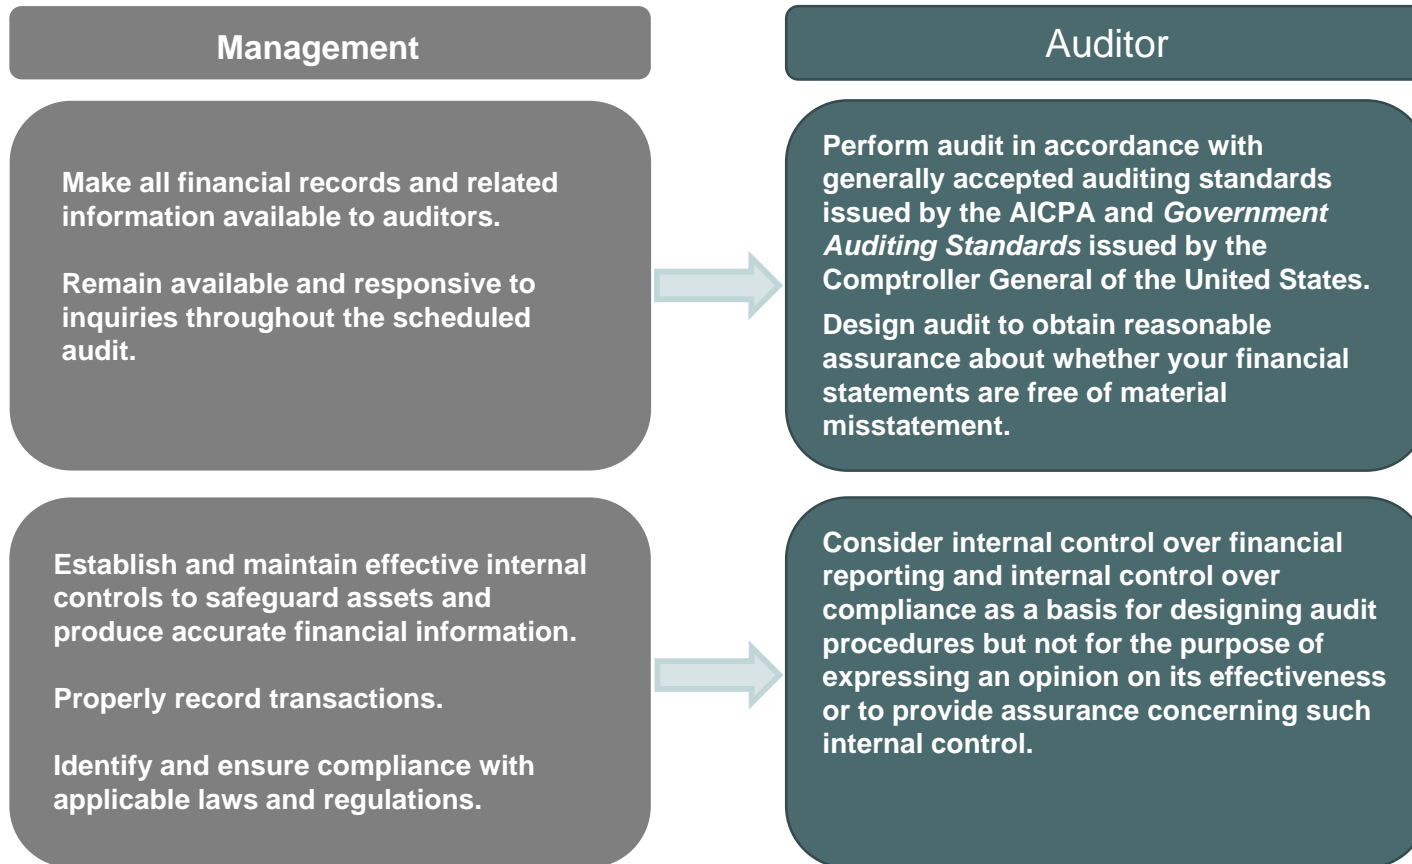 Management
Auditor
Make all financial records and related
information available to auditors.
Remain available and responsive to
inquiries throughout the scheduled
audit.
Perform audit in accordance with
generally accepted auditing standards
issued by the AICPA and Government
Auditing Standards issued by the
Comptroller General of the United States.
Design audit to obtain reasonable
assurance about whether your financial
statements are free of material
misstatement.
Establish and maintain effective internal
controls to safeguard assets and
produce accurate financial information.
Properly record transactions.
Identify and ensure compliance with
applicable laws and regulations.
Consider internal control over financial
reporting and internal control over
compliance as a basis for designing audit
procedures but not for the purpose of
expressing an opinion on its effectiveness
or to provide assurance concerning such
internal control.